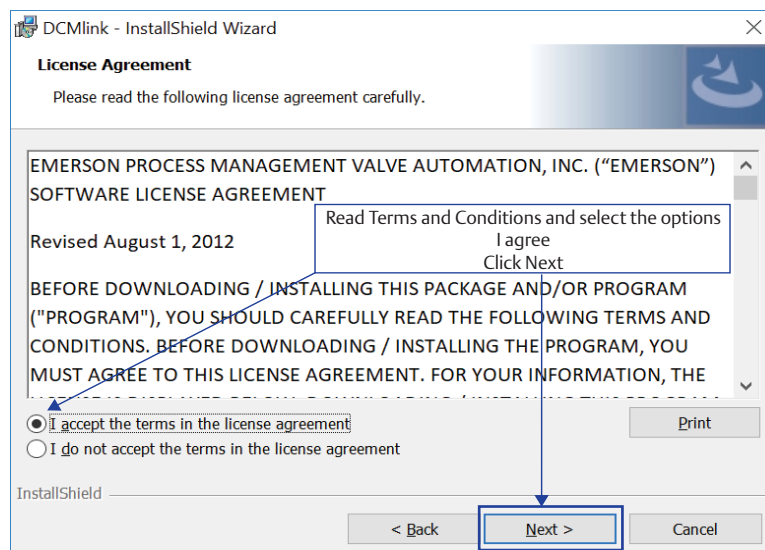 DCMlink - InstallShield Wizard
License Agreement
Please read the following license agreement carefully.
EMERSON PROCESS MANAGEMENT VALVE AUTOMATION, INC. (“EMERSON”)
SOFTWARE LICENSE AGREEMENT
Read Terms and Conditions and select the options
I agree
Click Next
Revised August 1, 2012
BEFORE DOWNLOADING / INSTALLING THIS PACKAGE AND/OR PROGRAM
("PROGRAM"), YOU SHOULD CAREFULLY READ THE FOLLOWING TERMS AND
CONDITIONS. BEFORE DOWNLOADING / INSTALLING THE PROGRAM, YOU
MUST AGREE TO THIS LICENSE AGREEMENT. FOR YOUR INFORMATION, THE
I accept the terms in the license agreement
Print
I do not accept the terms in the license agreement
InstallShield
< Back
Next >
Cancel